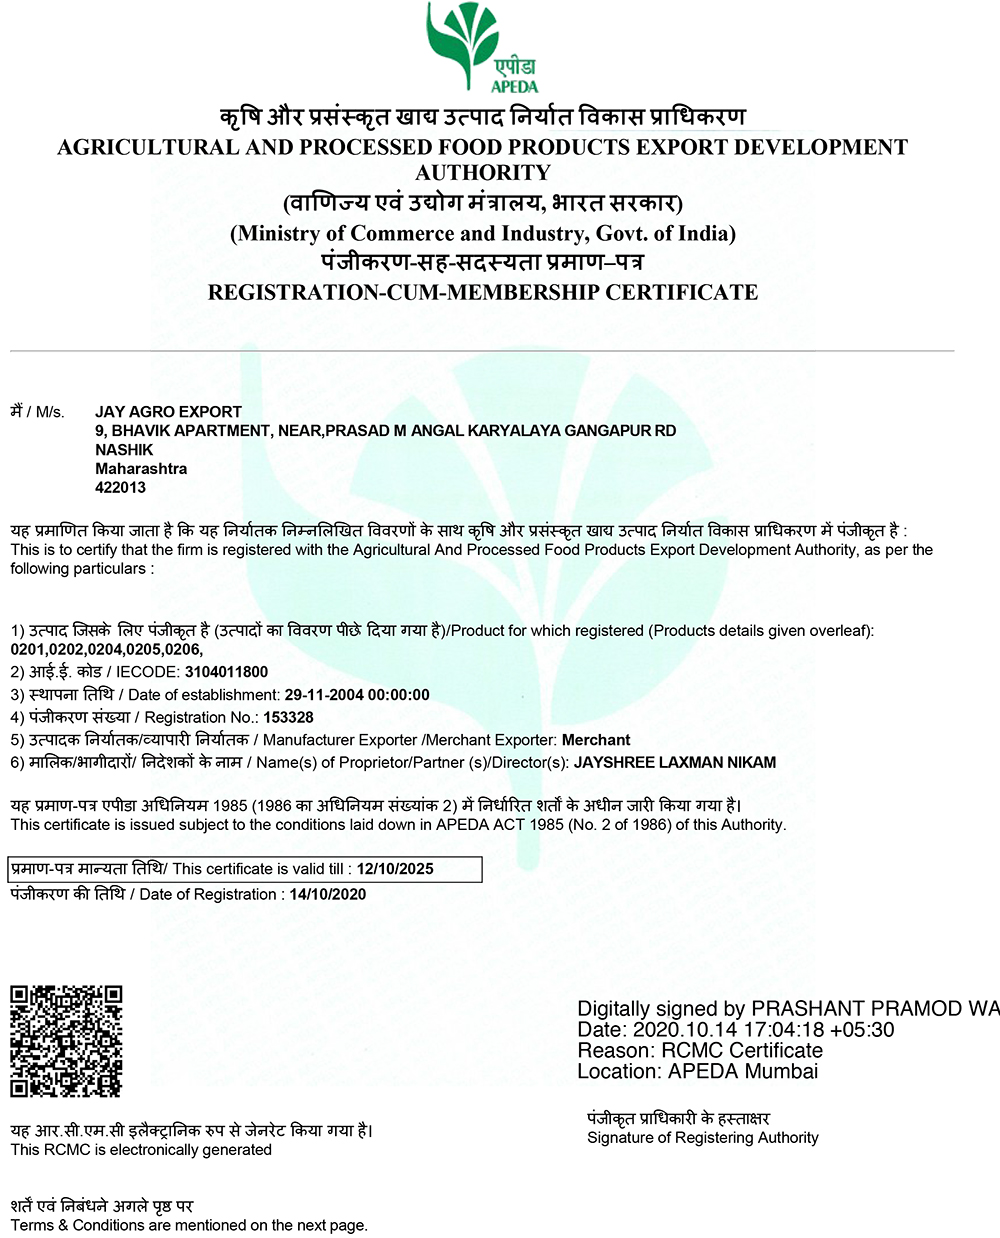 एपीडा
APEDA
कृषि और प्रसंस्कृत खाद्य उत्पाद निर्यात विकास प्राधिकरण
AGRICULTURAL AND PROCESSED FOOD PRODUCTS EXPORT DEVELOPMENT
AUTHORITY
(वाणिज्य एवं उद्योग मंत्रालय, भारत सरकार)
(Ministry of Commerce and Industry, Govt. of India)
पंजीकरण-सह-सदस्यता प्रमाण–पत्र
REGISTRATION-CUM-MEMBERSHIP CERTIFICATE
मैं / M/s. JAY AGRO EXPORT
9, BHAVIK APARTMENT, NEAR,PRASAD M ANGAL KARYALAYA GANGAPUR RD
NASHIK
Maharashtra
422013
यह प्रमाणित किया जाता है कि यह निर्यातक निम्नलिखित विवरणों के साथ कृषि और प्रसंस्कृत खाद्य उत्पाद निर्यात विकास प्राधिकरण में पंजीकृत है :
This is to certify that the firm is registered with the Agricultural And Processed Food Products Export Development Authority, as per the
following particulars :
1) उत्पाद जिसके लिए पंजीकृत है (उत्पादों का विवरण पीछे दिया गया है)/Product for which registered (Products details given overleaf):
0201,0202,0204,0205,0206,
2) आई.ई. कोड / IECODE: 3104011800
3) स्थापना तिथि / Date of establishment: 29-11-2004 00:00:00
4) पंजीकरण संख्या / Registration No.: 153328
5) उत्पादक निर्यातक/व्यापारी निर्यातक / Manufacturer Exporter /Merchant Exporter: Merchant
6) मालिक/भागीदारों/ निदेशकों के नाम / Name(s) of Proprietor/Partner (s)/Director(s): JAYSHREE LAXMAN NIKAM
यह प्रमाण-पत्र एपीडा अधिनियम 1985 (1986 का अधिनियम संख्यांक 2) में निर्धारित शर्तों के अधीन जारी किया गया है।
This certificate is issued subject to the conditions laid down in APEDA ACT 1985 (No. 2 of 1986) of this Authority.
प्रमाण-पत्र मान्यता तिथि/ This certificate is valid till : 12/10/2025
पंजीकरण की तिथि / Date of Registration : 14/10/2020
Digitally signed by PRASHANT PRAMOD WA
Date: 2020.10.14 17:04:18 +05:30
Reason: RCMC Certificate
Location: APEDA Mumbai
पंजीकृत प्राधिकारी के हस्ताक्षर
Signature of Registering Authority
यह आर.सी.एम.सी इलैक्ट्रानिक रुप से जेनरेट किया गया है।
This RCMC is electronically generated
शर्तें एवं निबंधने अगले पृष्ठ पर
Terms & Conditions are mentioned on the next page.